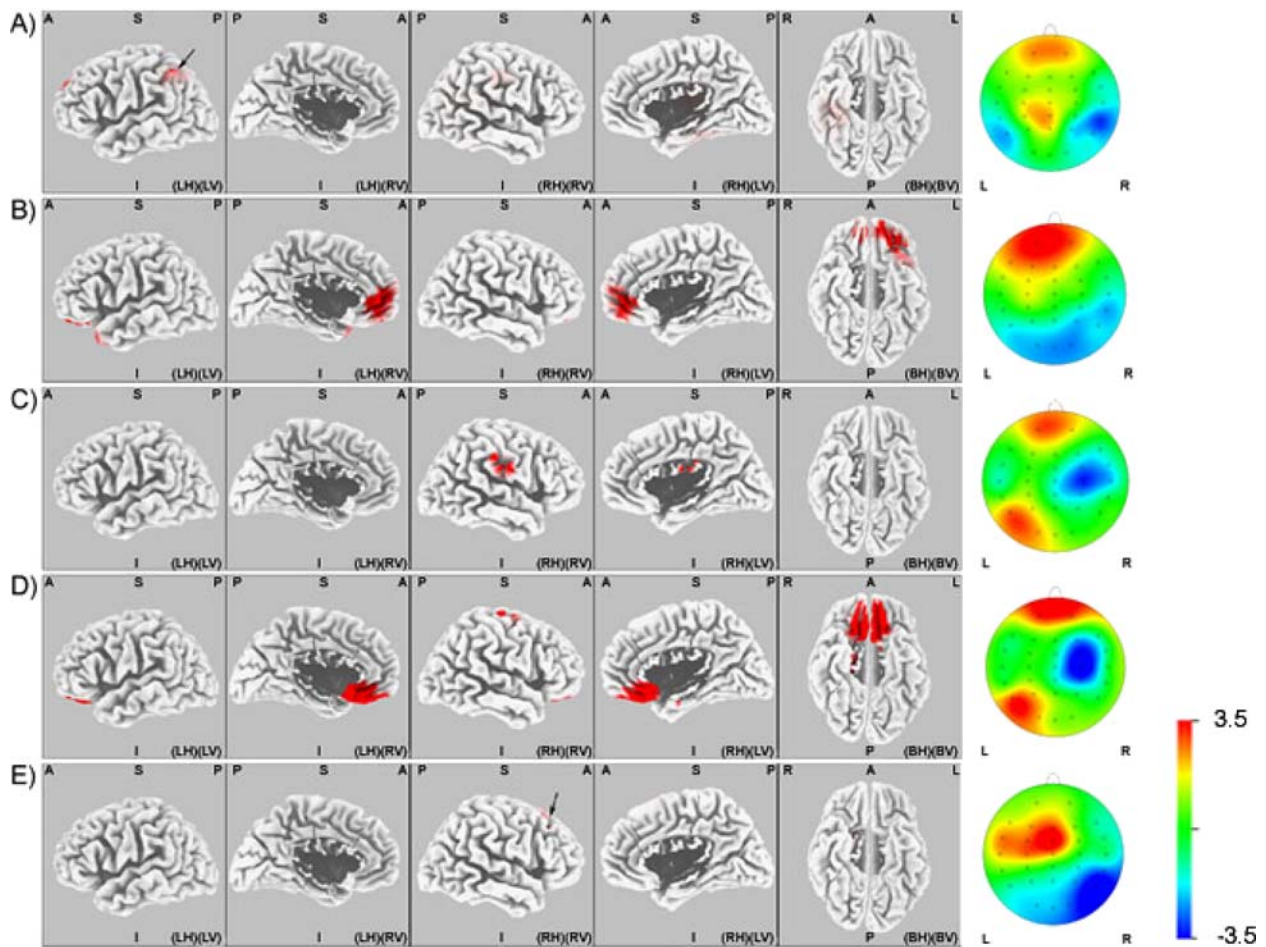 A)
A S P P S A P S A A S P R A L
I (LH)(LV) I (LH)(RV) I (RH)(RV) I (RH)(LV) P (BH)(BV)
L R
B)
A S P P S A P S A A S P R A L
I (LH)(LV) I (LH)(RV) I (RH)(RV) I (RH)(LV) P (BH)(BV)
L R
C)
A S P P S A P S A A S P R A L
I (LH)(LV) I (LH)(RV) I (RH)(RV) I (RH)(LV) P (BH)(BV)
L R
D)
A S P P S A P S A A S P R A L
I (LH)(LV) I (LH)(RV) I (RH)(RV) I (RH)(LV) P (BH)(BV)
L R
3.5
E)
A S P P S A P S A A S P R A L
I (LH)(LV) I (LH)(RV) I (RH)(RV) I (RH)(LV) P (BH)(BV)
L R
-3.5